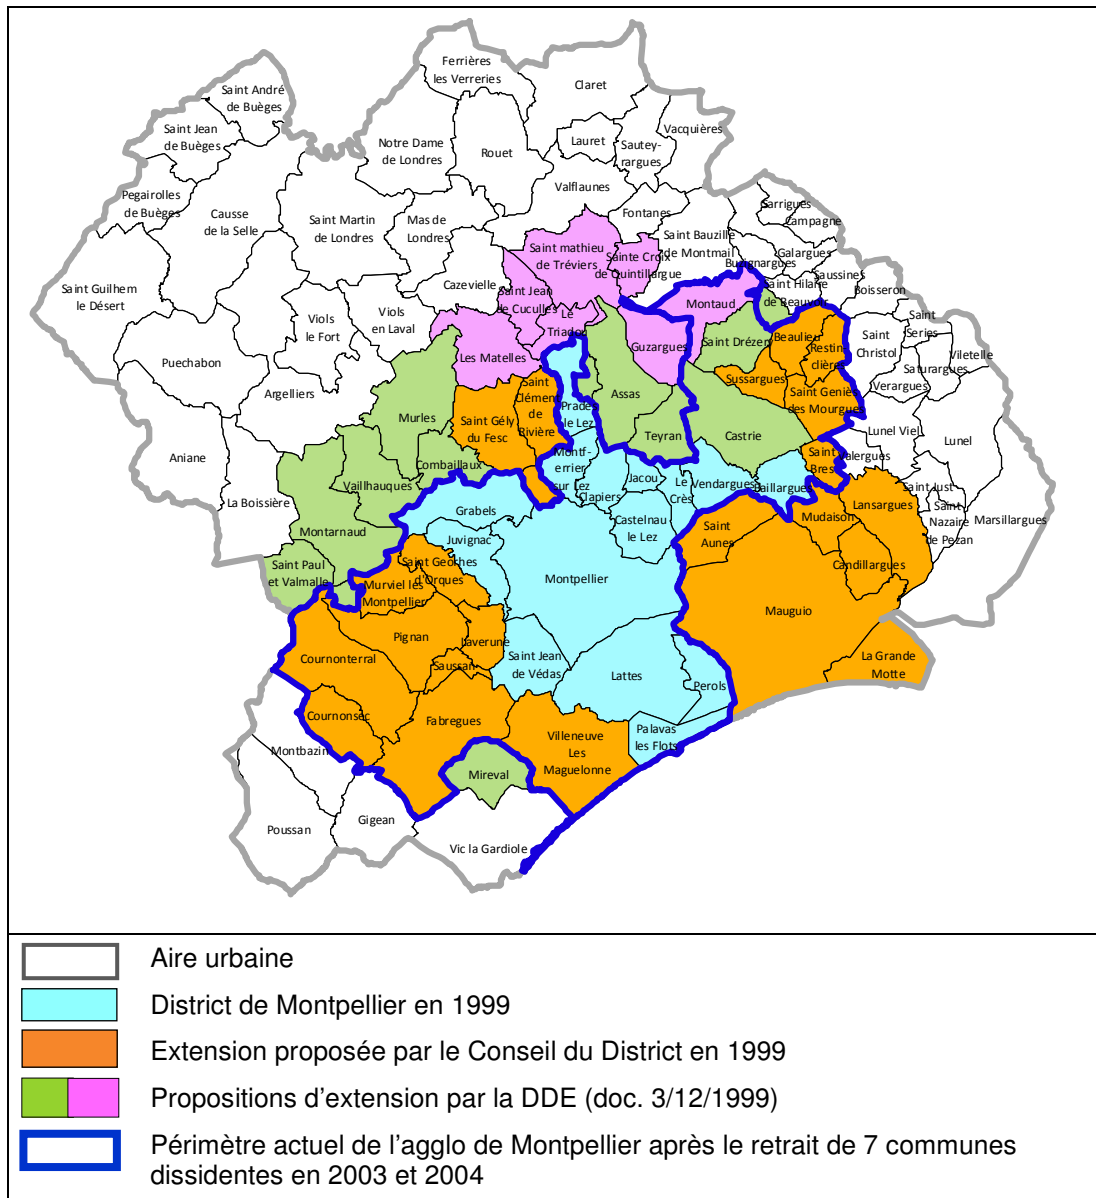 Ferrières
les Verreries
Claret
Saint André
de Buèges
Saint Jean
de Buèges
Notre Dame
de Londres
Rouet
Lauret
Sautey-
rargues
Vacquières
Pegairolles
de Buèges
Causse
de la Selle
Saint Martin
de Londres
Mas de
Londres
Valflaunes
Fontanes
Garrigues
Campagne
Saint Bauzille
de Montmail
Galargues
Buzignargues
Saussines
Boisseron
Saint mathieu
de Tréviers
Sainte Croix
de Quintillargue
Saint Hilaire
de Beauvoir
Saint Guilhem
le Désert
Cazevielle
Saint Jean
de Cuculles
Montaud
Viols
le Fort
Viols
en Laval
Le
Triadou
Saint
Series
Saint
Christol
Puechabon
Les Matelles
Guzargues
Saint Drézery
Beaulieu
Restin-
clières
Viletelle
Saturargues
Verargues
Argelliers
Saint
Clément
de
Rivière
Sussargues
Saint Geniès
des Mourgues
Assas
Prades
le Lez
Murles
Saint Gély
du Fesc
Teyran
Castrie
Lunel Viel
Lunel
Aniane
Combaillaux
Montf-
errier
sur Lez
Saint
Bres
Valergues
Vailhauques
Jacou
Le
Crès
Vendargues
Baillargues
Clapiers
La Boissière
Grabels
Lansargues
Saint Just
Saint
Nazaire
de Pezan
Marsillargues
Montarnaud
Juvignac
Castelnau
le Lez
Saint
Aunes
Mudaison
Saint Paul
et Valmalle
Saint Georhes
d'Orques
Candillargues
Murviel les
Montpellier
Montpellier
Mauguio
Pignan
Laverune
Cournonterral
Saussan
Saint Jean
de Védas
Lattes
Perols
La Grande
Motte
Cournonsec
Fabregues
Villeneuve
Les
Maguelonne
Palavas
les Flots
Montbazin
Mireval
Poussan
Gigean
Vic la Gardiole
Aire urbaine
District de Montpellier en 1999
Extension proposée par le Conseil du District en 1999
Propositions d'extension par la DDE (doc. 3/12/1999)
Périmètre actuel de l'agglo de Montpellier après le retrait de 7 communes
dissidentes en 2003 et 2004